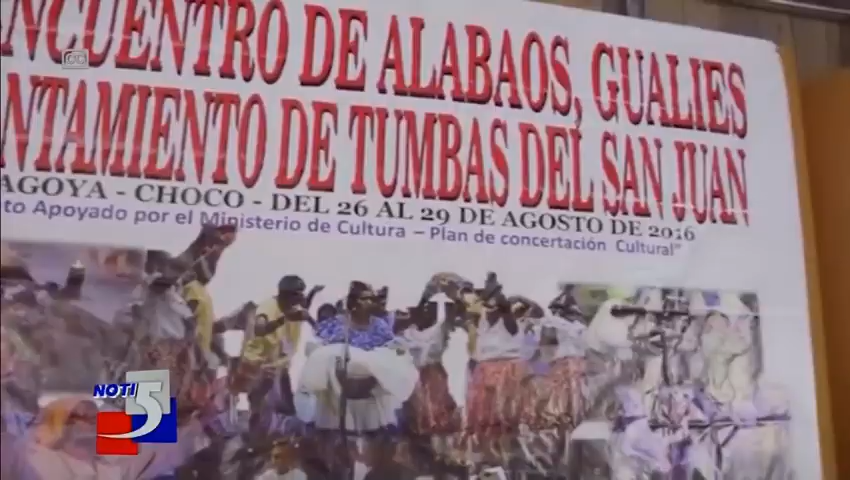 NCUENTRO DE ALABAOS, GUALIES
NTAMIENTO DE TUMBAS DEL SAN JUAN
AGOYA - CHOCO - DEL 26 AL 29 DE AGOSTO DE 2016
to Apoyado por el Ministerio de Cultura – Plan de concertación Cultural"
NOTI 5